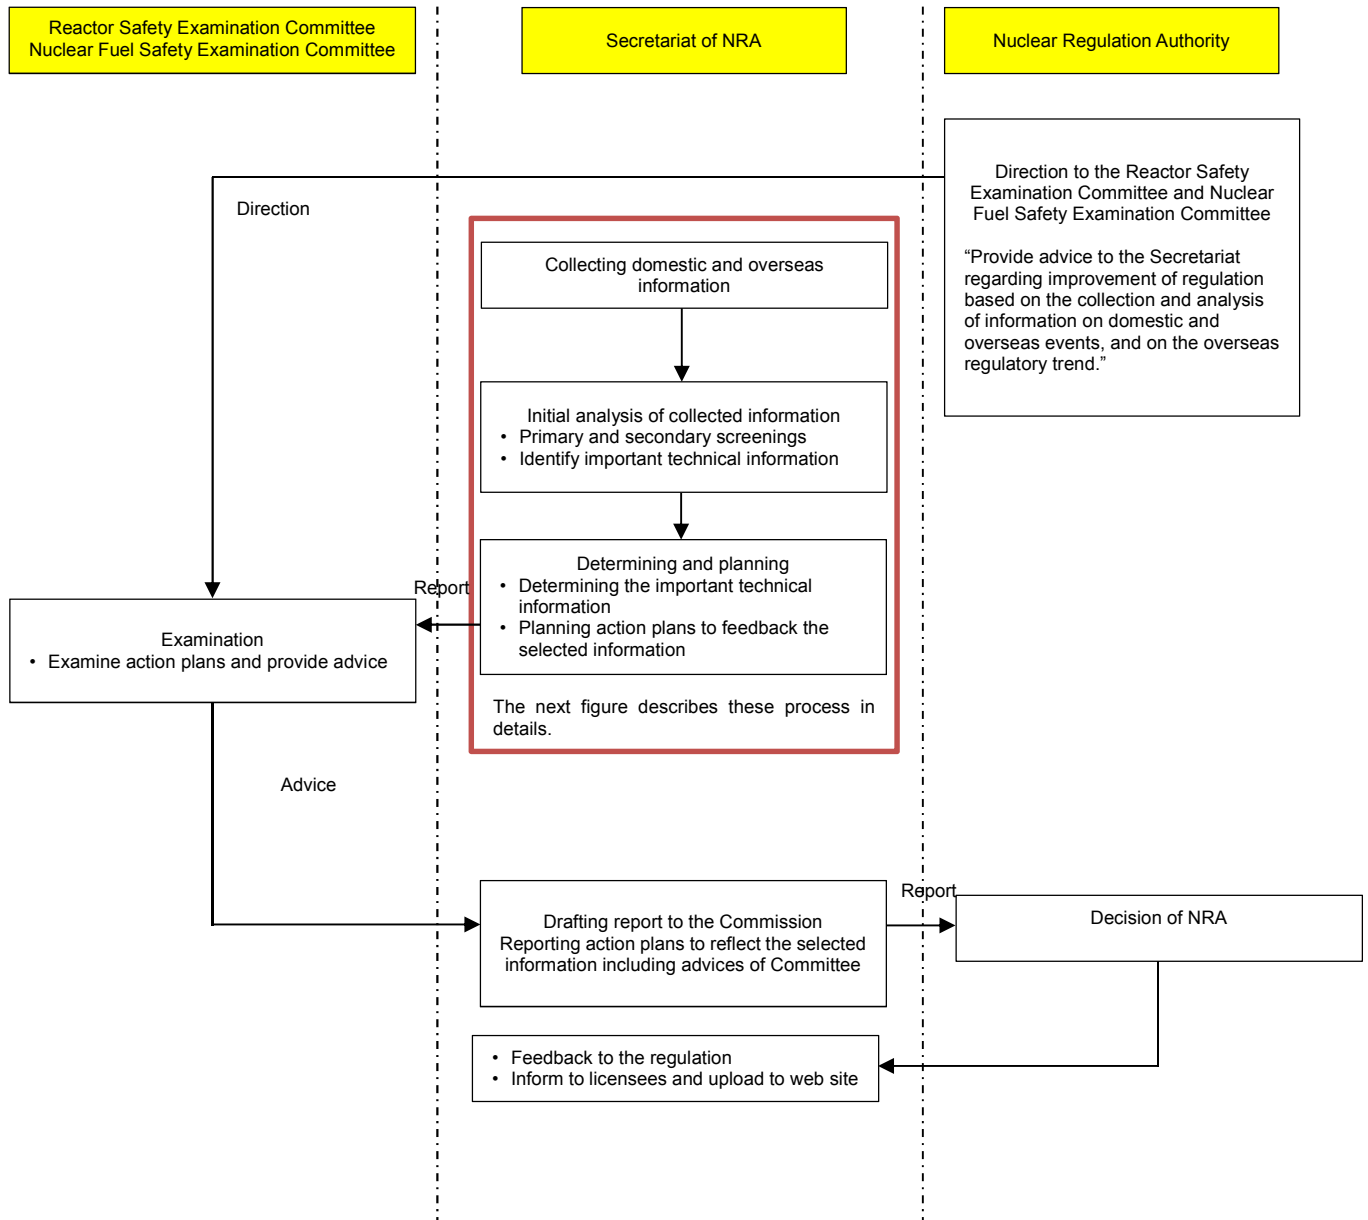 Reactor Safety Examination Committee
Nuclear Fuel Safety Examination Committee
Secretariat of NRA
Nuclear Regulation Authority
Direction to the Reactor Safety
Examination Committee and Nuclear
Fuel Safety Examination Committee
“Provide advice to the Secretariat
regarding improvement of regulation
based on the collection and analysis
of information on domestic and
overseas events, and on the overseas
regulatory trend.”
Direction
Collecting domestic and overseas
information
Initial analysis of collected information
• Primary and secondary screenings
• Identify important technical information
Determining and planning
• Determining the important technical
information
• Planning action plans to feedback the
selected information
Report
Examination
• Examine action plans and provide advice
The next figure describes these process in
details.
Advice
Drafting report to the Commission
Reporting action plans to reflect the selected
information including advices of Committee
Report
Decision of NRA
• Feedback to the regulation
• Inform to licensees and upload to web site